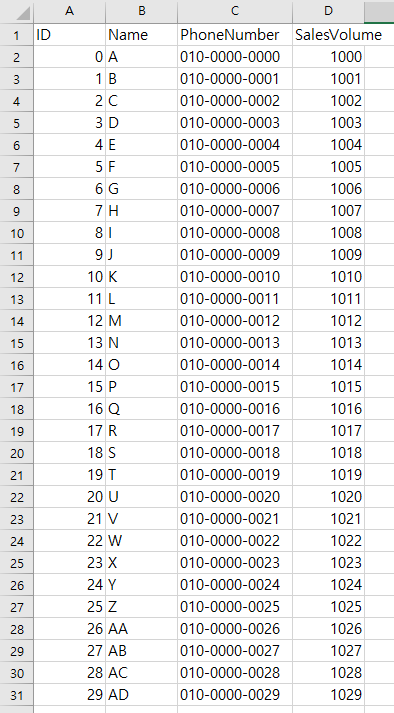 A B C D
1 ID Name PhoneNumber SalesVolume
2 0 A 010-0000-0000 1000
3 1 B 010-0000-0001 1001
4 2 C 010-0000-0002 1002
5 3 D 010-0000-0003 1003
6 4 E 010-0000-0004 1004
7 5 F 010-0000-0005 1005
8 6 G 010-0000-0006 1006
9 7 H 010-0000-0007 1007
10 8 I 010-0000-0008 1008
11 9 J 010-0000-0009 1009
12 10 K 010-0000-0010 1010
13 11 L 010-0000-0011 1011
14 12 M 010-0000-0012 1012
15 13 N 010-0000-0013 1013
16 14 O 010-0000-0014 1014
17 15 P 010-0000-0015 1015
18 16 Q 010-0000-0016 1016
19 17 R 010-0000-0017 1017
20 18 S 010-0000-0018 1018
21 19 T 010-0000-0019 1019
22 20 U 010-0000-0020 1020
23 21 V 010-0000-0021 1021
24 22 W 010-0000-0022 1022
25 23 X 010-0000-0023 1023
26 24 Y 010-0000-0024 1024
27 25 Z 010-0000-0025 1025
28 26 AA 010-0000-0026 1026
29 27 AB 010-0000-0027 1027
30 28 AC 010-0000-0028 1028
31 29 AD 010-0000-0029 1029